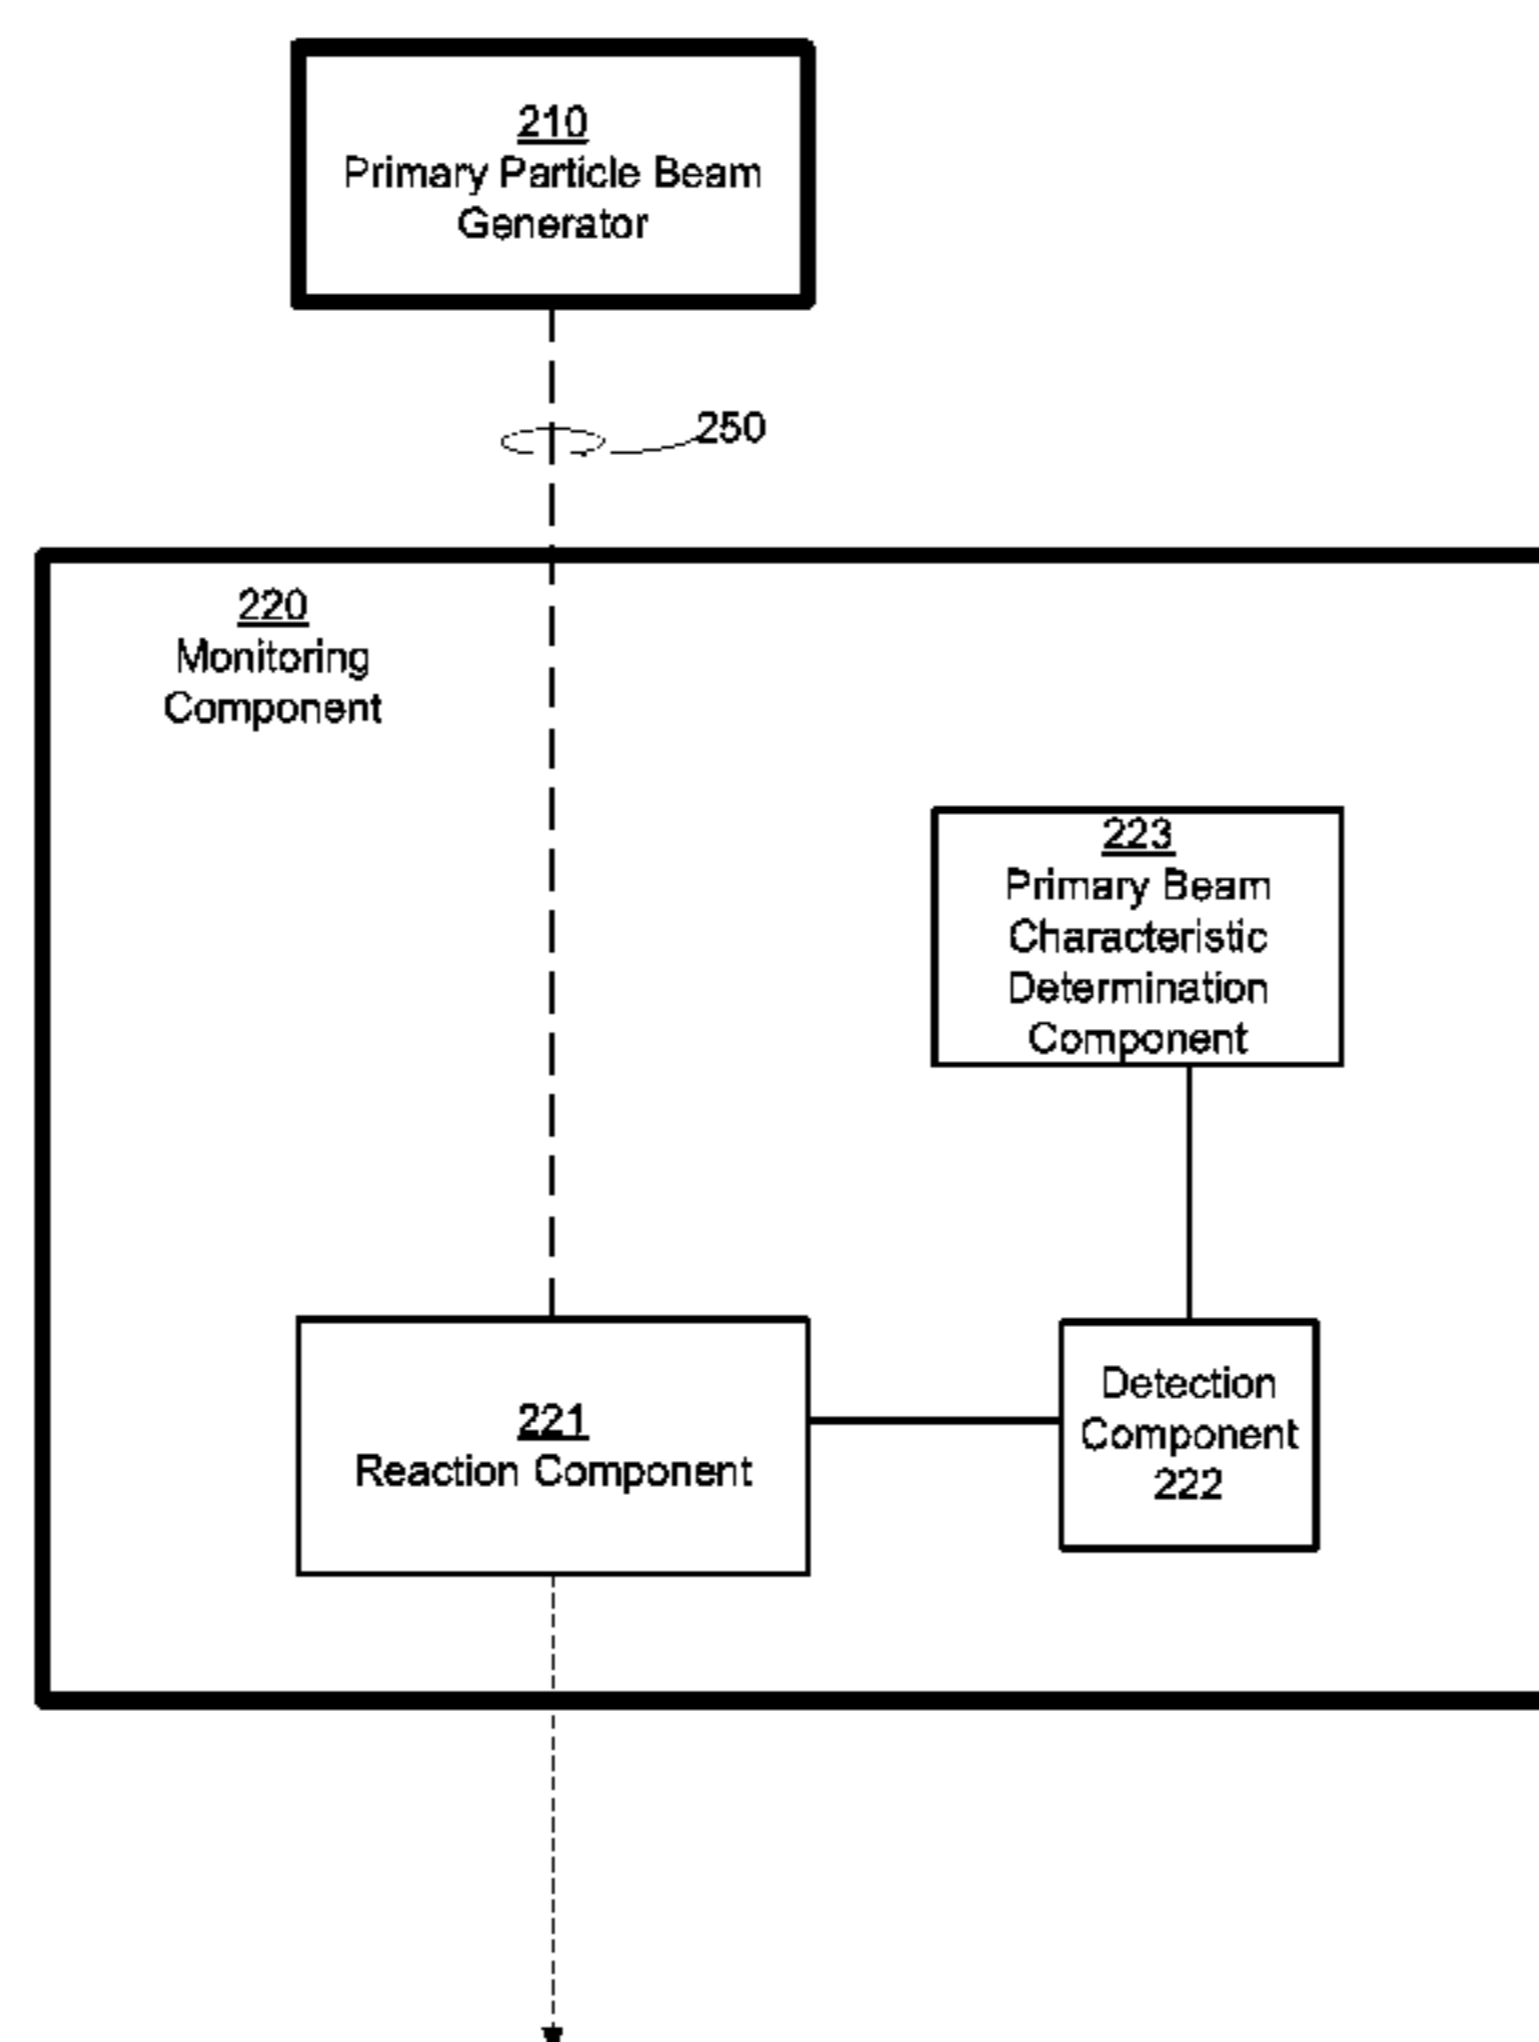 210
Primary Particle Beam
Generator
250
220
Monitoring
Component
223
Primary Beam
Characteristic
Determination
Component
221
Reaction Component
Detection
Component
222